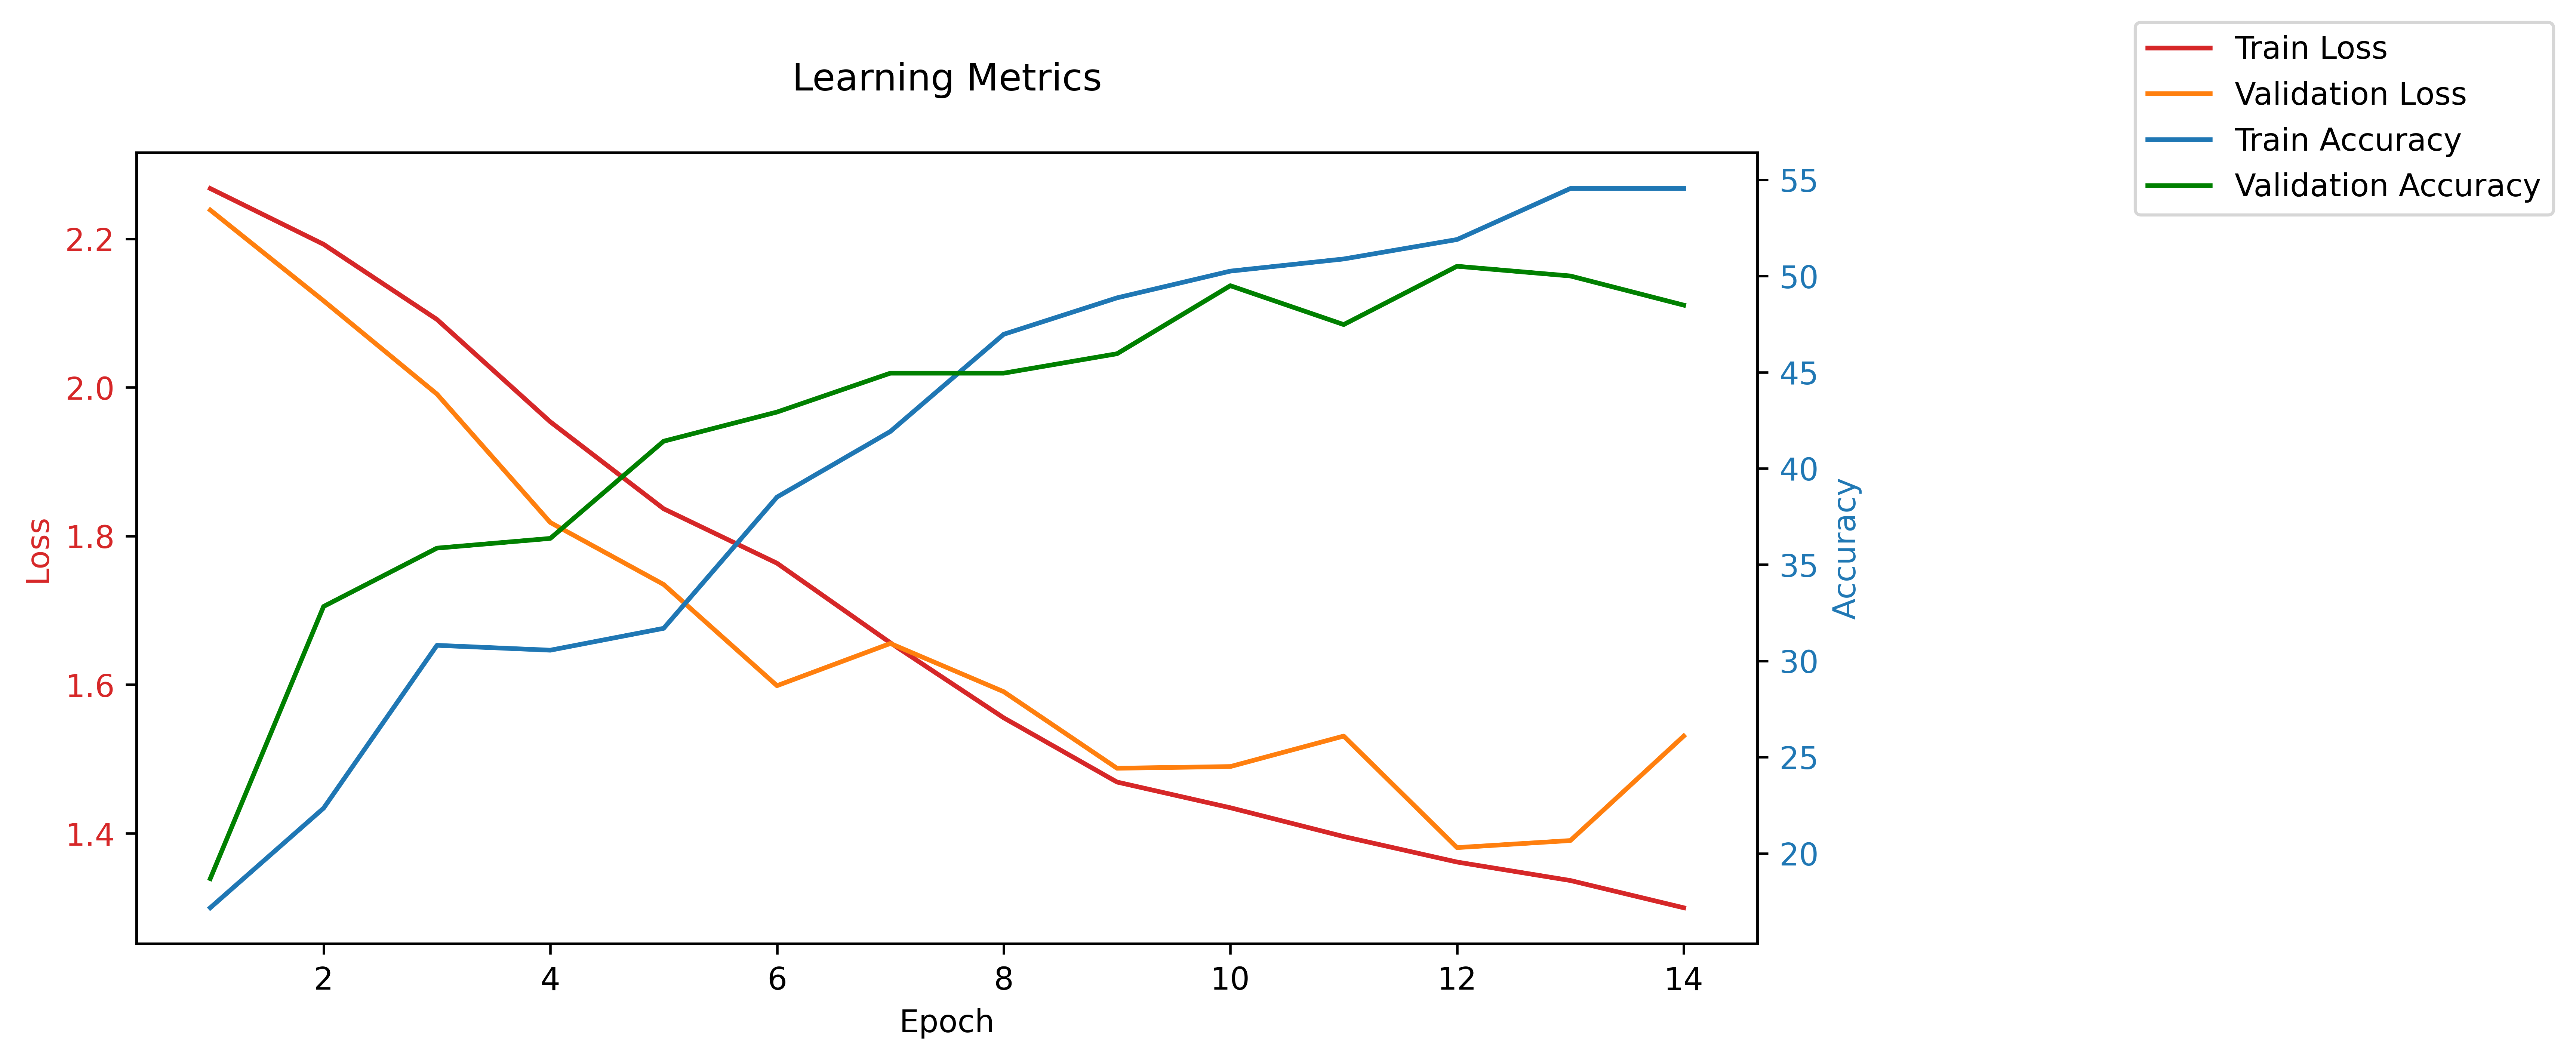 Learning Metrics
Train Loss
Validation Loss
Train Accuracy
Validation Accuracy
Loss
2.2
2.0
1.8
1.6
1.4
55
50
45
40
35
30
25
20
Accuracy
2 4 6 8 10 12 14
Epoch